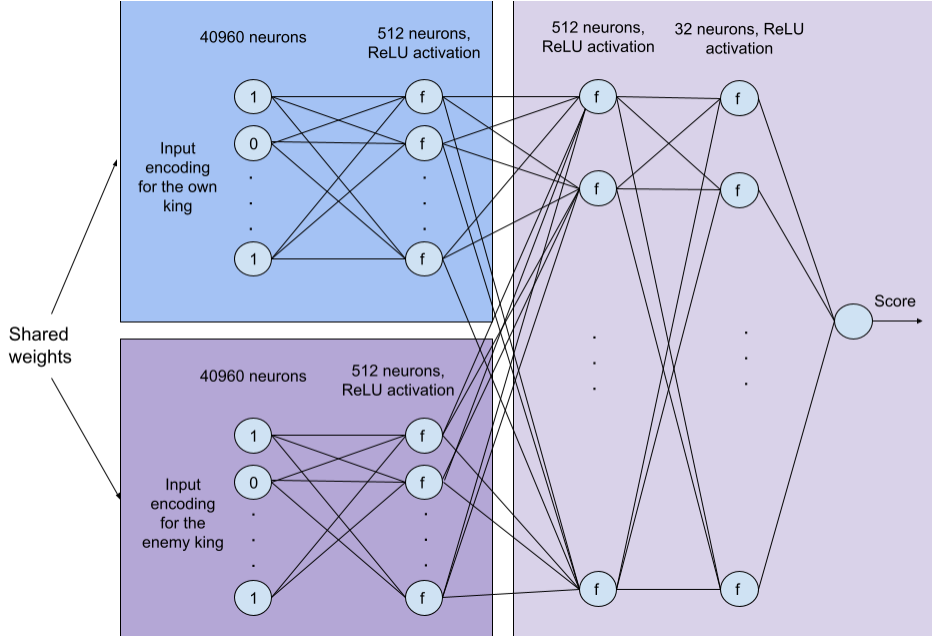 40960 neurons
512 neurons,
ReLU activation
1
f
0
f
Input
encoding
for the own
king
1
f
Shared
weights
40960 neurons
512 neurons,
ReLU activation
1
f
0
f
Input
encoding
for the
enemy king
1
f
512 neurons,
ReLU activation
32 neurons, ReLU
activation
f
f
f
f
f
f
Score